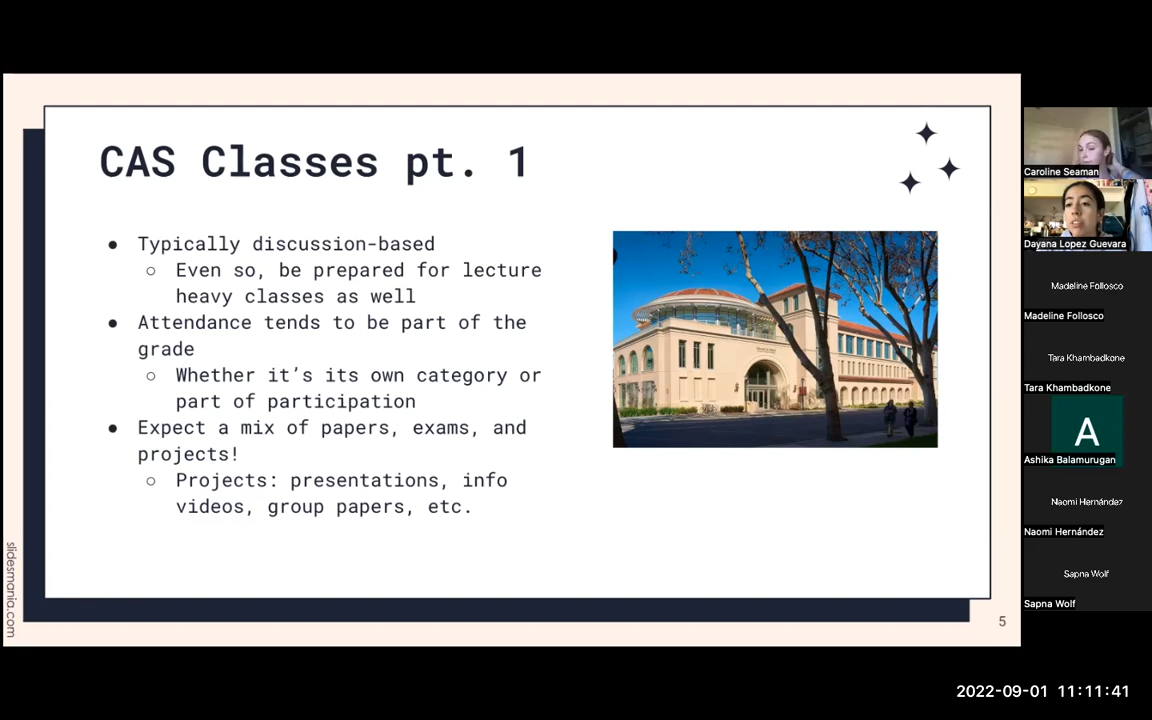 CAS Classes pt. 1
● Typically discussion-based
○ Even so, be prepared for lecture
heavy classes as well
● Attendance tends to be part of the
grade
○ Whether it's its own category or
part of participation
● Expect a mix of papers, exams, and
projects!
○ Projects: presentations, info
videos, group papers, etc.
slidesmania.com
5
Caroline Seaman
Dayana Lopez Guevara
Madeline Follosco
Madeline Follosco
Tara Khambadkone
Tara Khambadkone
A
Ashika Balamurugan
Naomi Hernández
Naomi Hernández
Sapna Wolf
Sapna Wolf
2022-09-01 11:11:41